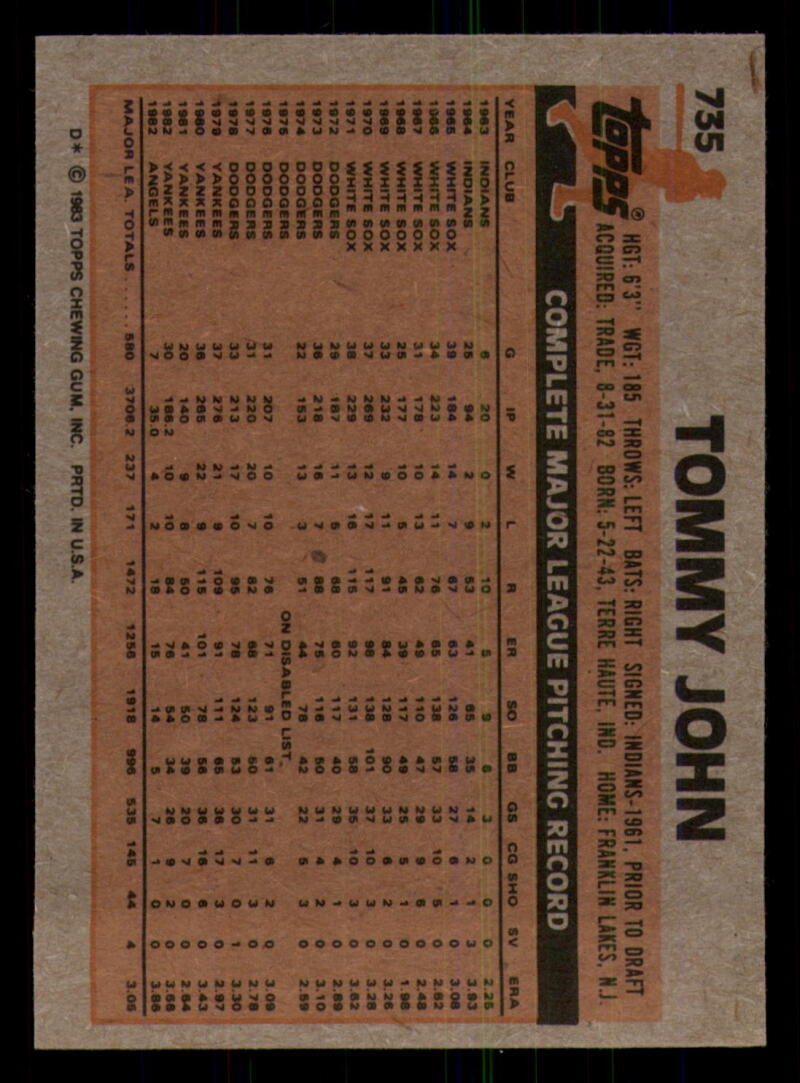 735 TOMMY JOHN
Topps® HGT: 6'3" WGT: 185 THROWS: LEFT BATS: RIGHT SIGNED: INDIANS-1961, PRIOR TO DRAFT
ACQUIRED: TRADE, 8-31-82 BORN: 5-22-43, TERRE HAUTE, IND. HOME: FRANKLIN LAKES, N.J.
COMPLETE MAJOR LEAGUE PITCHING RECORD
YEAR CLUB G IP W L R ER SO BB GS CG SHO SV ERA
1963 INDIANS 6 20 0 2 10 5 9 6 3 0 0 0 2.25
1964 INDIANS 25 94 2 9 53 41 65 35 14 2 1 0 3.93
1965 WHITE SOX 39 184 14 7 67 63 126 58 27 6 1 3 3.08
1966 WHITE SOX 34 223 14 11 76 65 138 57 33 10 5 0 2.62
1967 WHITE SOX 31 178 10 13 62 49 110 47 29 9 6 0 2.48
1968 WHITE SOX 25 177 10 5 45 39 117 49 25 5 1 0 1.98
1969 WHITE SOX 33 232 9 11 91 84 128 90 33 6 2 0 3.26
1970 WHITE SOX 37 269 12 17 117 98 138 101 37 10 3 0 3.28
1971 WHITE SOX 38 229 13 16 115 92 131 58 35 10 3 0 3.62
1972 DODGERS 29 187 11 5 68 60 117 40 29 4 1 0 2.89
1973 DODGERS 36 218 16 7 88 75 116 50 31 4 2 0 3.10
1974 DODGERS 22 153 13 3 51 44 78 42 22 5 3 0 2.59
1975 DODGERS ON DISABLED LIST.
1976 DODGERS 31 207 10 10 76 71 91 61 31 6 2 0 3.09
1977 DODGERS 31 220 20 7 82 68 123 50 31 11 3 0 2.78
1978 DODGERS 33 213 17 10 95 78 124 53 30 7 0 1 3.30
1979 YANKEES 37 276 21 9 109 91 111 65 36 17 3 0 2.97
1980 YANKEES 36 265 22 9 115 101 78 56 36 16 6 0 3.43
1981 YANKEES 20 140 9 8 50 41 50 39 20 7 0 0 2.64
1982 YANKEES 30 186.2 10 10 84 76 54 34 26 9 2 0 3.66
1982 ANGELS 7 35.0 4 2 18 15 14 5 7 1 0 0 3.86
MAJOR LEA. TOTALS ..... 580 3706.2 237 171 1472 1256 1918 996 535 145 44 4 3.05
D* © 1983 TOPPS CHEWING GUM, INC. PRTD. IN U.S.A.